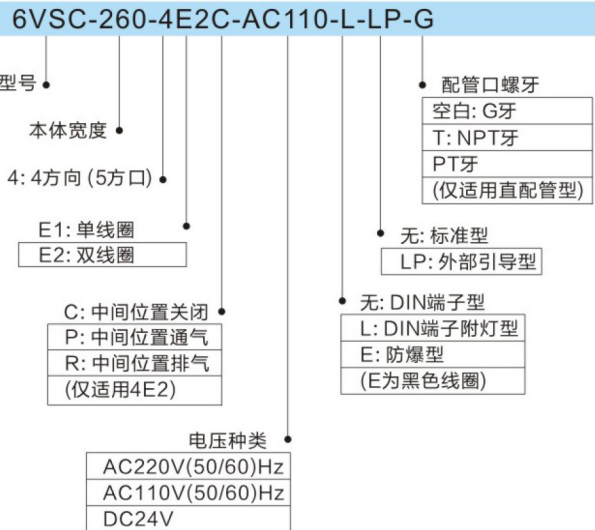 6VSC-260-4E2C-AC110-L-LP-G
型号
配管口螺牙
空白: G牙
T: NPT牙
PT牙
(仅适用直配管型)
本体宽度
4: 4方向 (5方口)
E1: 单线圈
E2: 双线圈
无: 标准型
LP: 外部引导型
C: 中间位置关闭
P: 中间位置通气
R: 中间位置排气
(仅适用4E2)
无: DIN端子型
L: DIN端子附灯型
E: 防爆型
(E为黑色线圈)
电压种类
AC220V(50/60)Hz
AC110V(50/60)Hz
DC24V